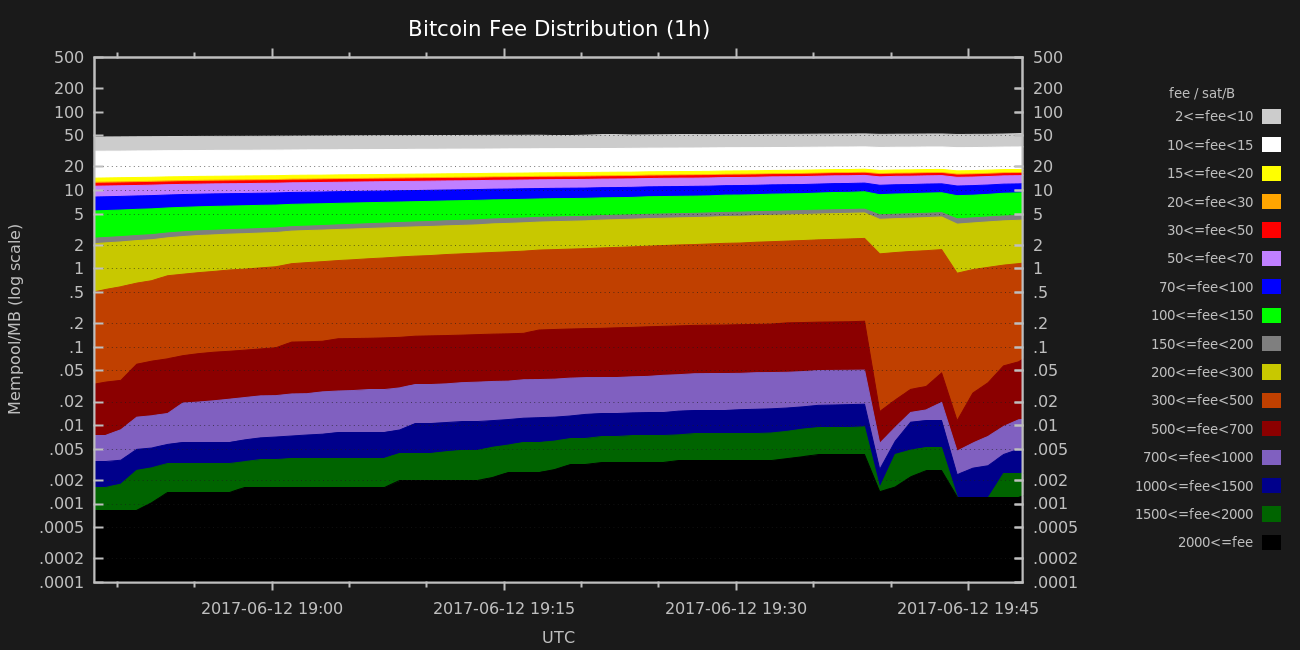 Bitcoin Fee Distribution (1h)
Mempool/MB (log scale)
500
200
100
50
20
10
5
2
1
.5
.2
.1
.05
.02
.01
.005
.002
.001
.0005
.0002
.0001
500
200
100
50
20
10
5
2
1
.5
.2
.1
.05
.02
.01
.005
.002
.001
.0005
.0002
.0001
2017-06-12 19:00
2017-06-12 19:15
2017-06-12 19:30
2017-06-12 19:45
UTC
fee / sat/B
2<=fee<10
10<=fee<15
15<=fee<20
20<=fee<30
30<=fee<50
50<=fee<70
70<=fee<100
100<=fee<150
150<=fee<200
200<=fee<300
300<=fee<500
500<=fee<700
700<=fee<1000
1000<=fee<1500
1500<=fee<2000
2000<=fee